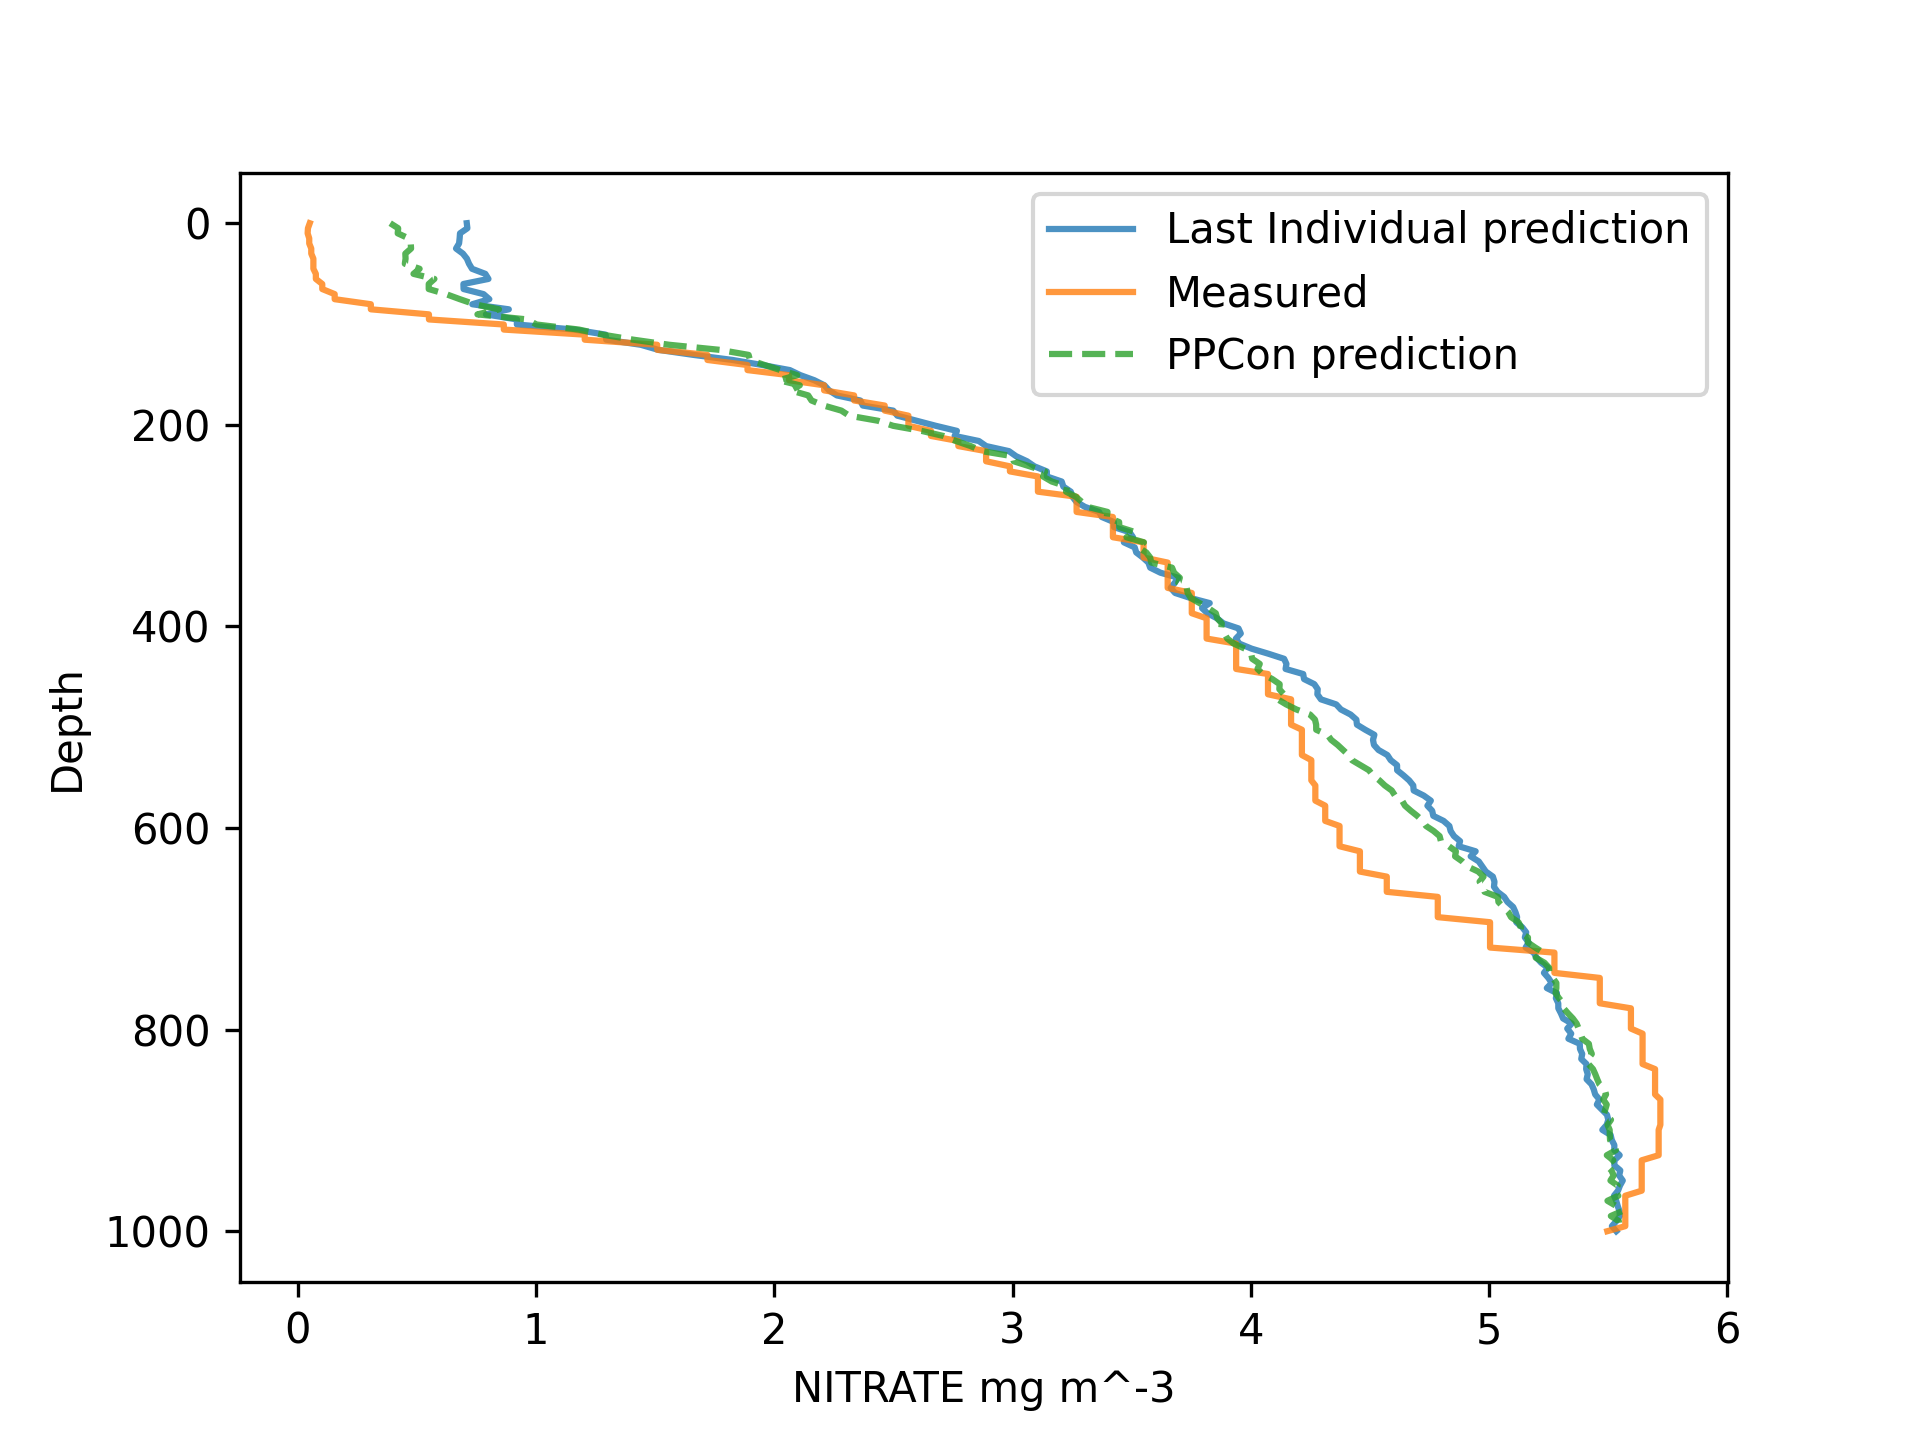 Last Individual prediction
Measured
PPCon prediction
0
200
400
600
800
1000
Depth
0 1 2 3 4 5 6
NITRATE mg m^-3